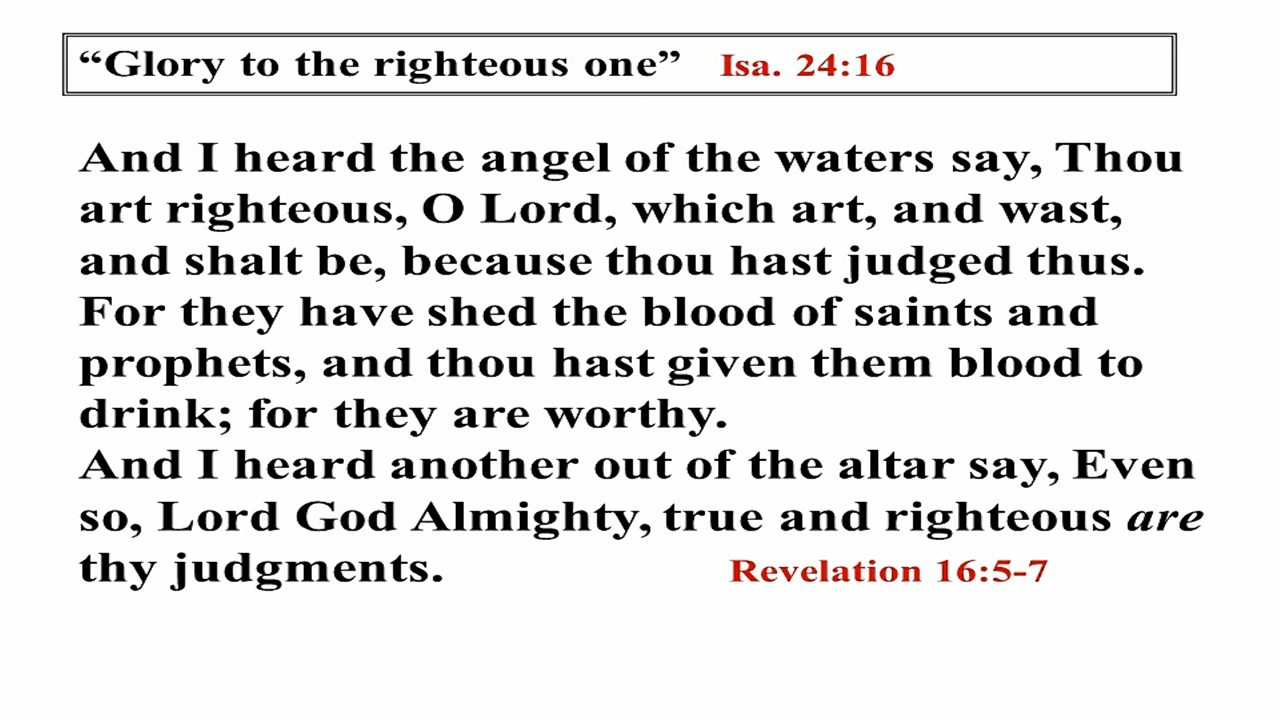 “Glory to the righteous one” Isa. 24:16
And I heard the angel of the waters say, Thou
art righteous, O Lord, which art, and wast,
and shalt be, because thou hast judged thus.
For they have shed the blood of saints and
prophets, and thou hast given them blood to
drink; for they are worthy.
And I heard another out of the altar say, Even
so, Lord God Almighty, true and righteous are
thy judgments. Revelation 16:5-7